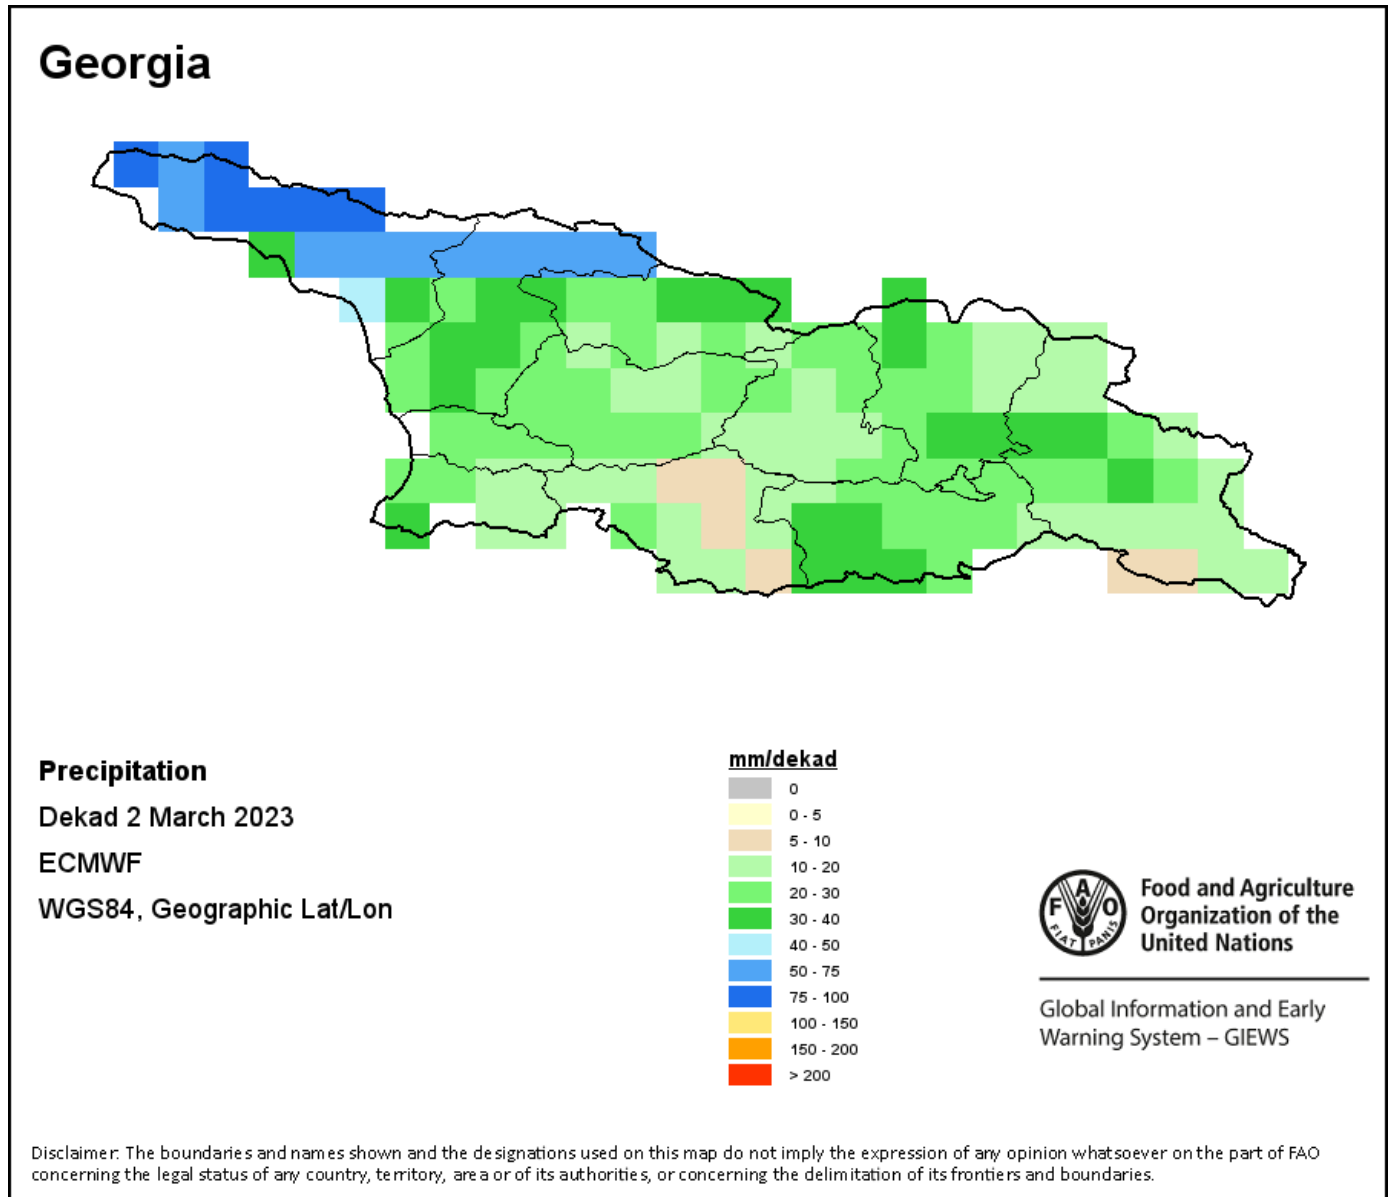 Georgia
Precipitation
Dekad 2 March 2023
ECMWF
WGS84, Geographic Lat/Lon
mm/dekad
0
0 - 5
5 - 10
10 - 20
20 - 30
30 - 40
40 - 50
50 - 75
75 - 100
100 - 150
150 - 200
> 200
F A O
FIAT PANIS
Food and Agriculture
Organization of the
United Nations
Global Information and Early
Warning System – GIEWS
Disclaimer: The boundaries and names shown and the designations used on this map do not imply the expression of any opinion whatsoever on the part of FAO
concerning the legal status of any country, territory, area or of its authorities, or concerning the delimitation of its frontiers and boundaries.